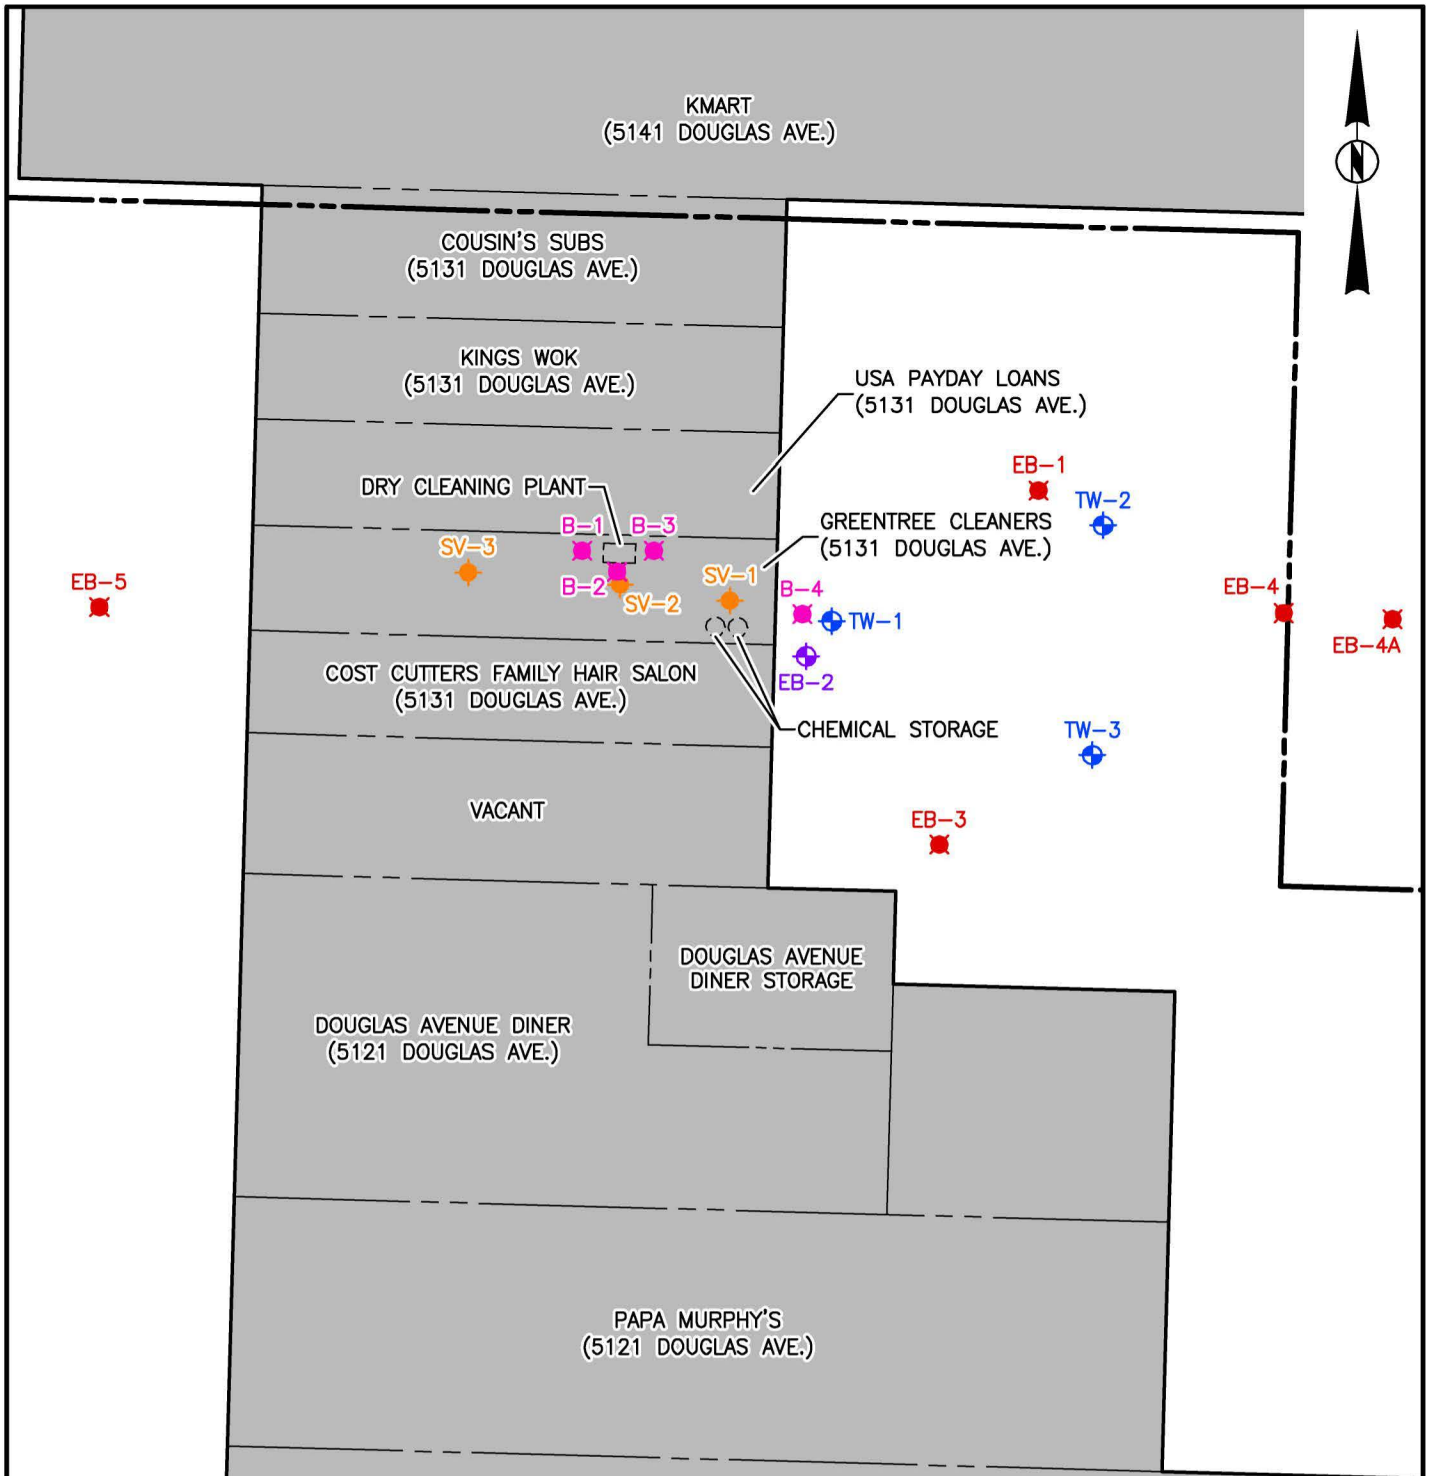 KMART
(5141 DOUGLAS AVE.)
N
COUSIN'S SUBS
(5131 DOUGLAS AVE.)
KINGS WOK
(5131 DOUGLAS AVE.)
USA PAYDAY LOANS
(5131 DOUGLAS AVE.)
EB-1
TW-2
DRY CLEANING PLANT
GREENTREE CLEANERS
(5131 DOUGLAS AVE.)
B-1
B-3
SV-3
SV-1
B-2
SV-2
EB-5
B-4
TW-1
EB-4
EB-4A
EB-2
COST CUTTERS FAMILY HAIR SALON
(5131 DOUGLAS AVE.)
CHEMICAL STORAGE
TW-3
VACANT
EB-3
DOUGLAS AVENUE
DINER STORAGE
DOUGLAS AVENUE DINER
(5121 DOUGLAS AVE.)
PAPA MURPHY'S
(5121 DOUGLAS AVE.)